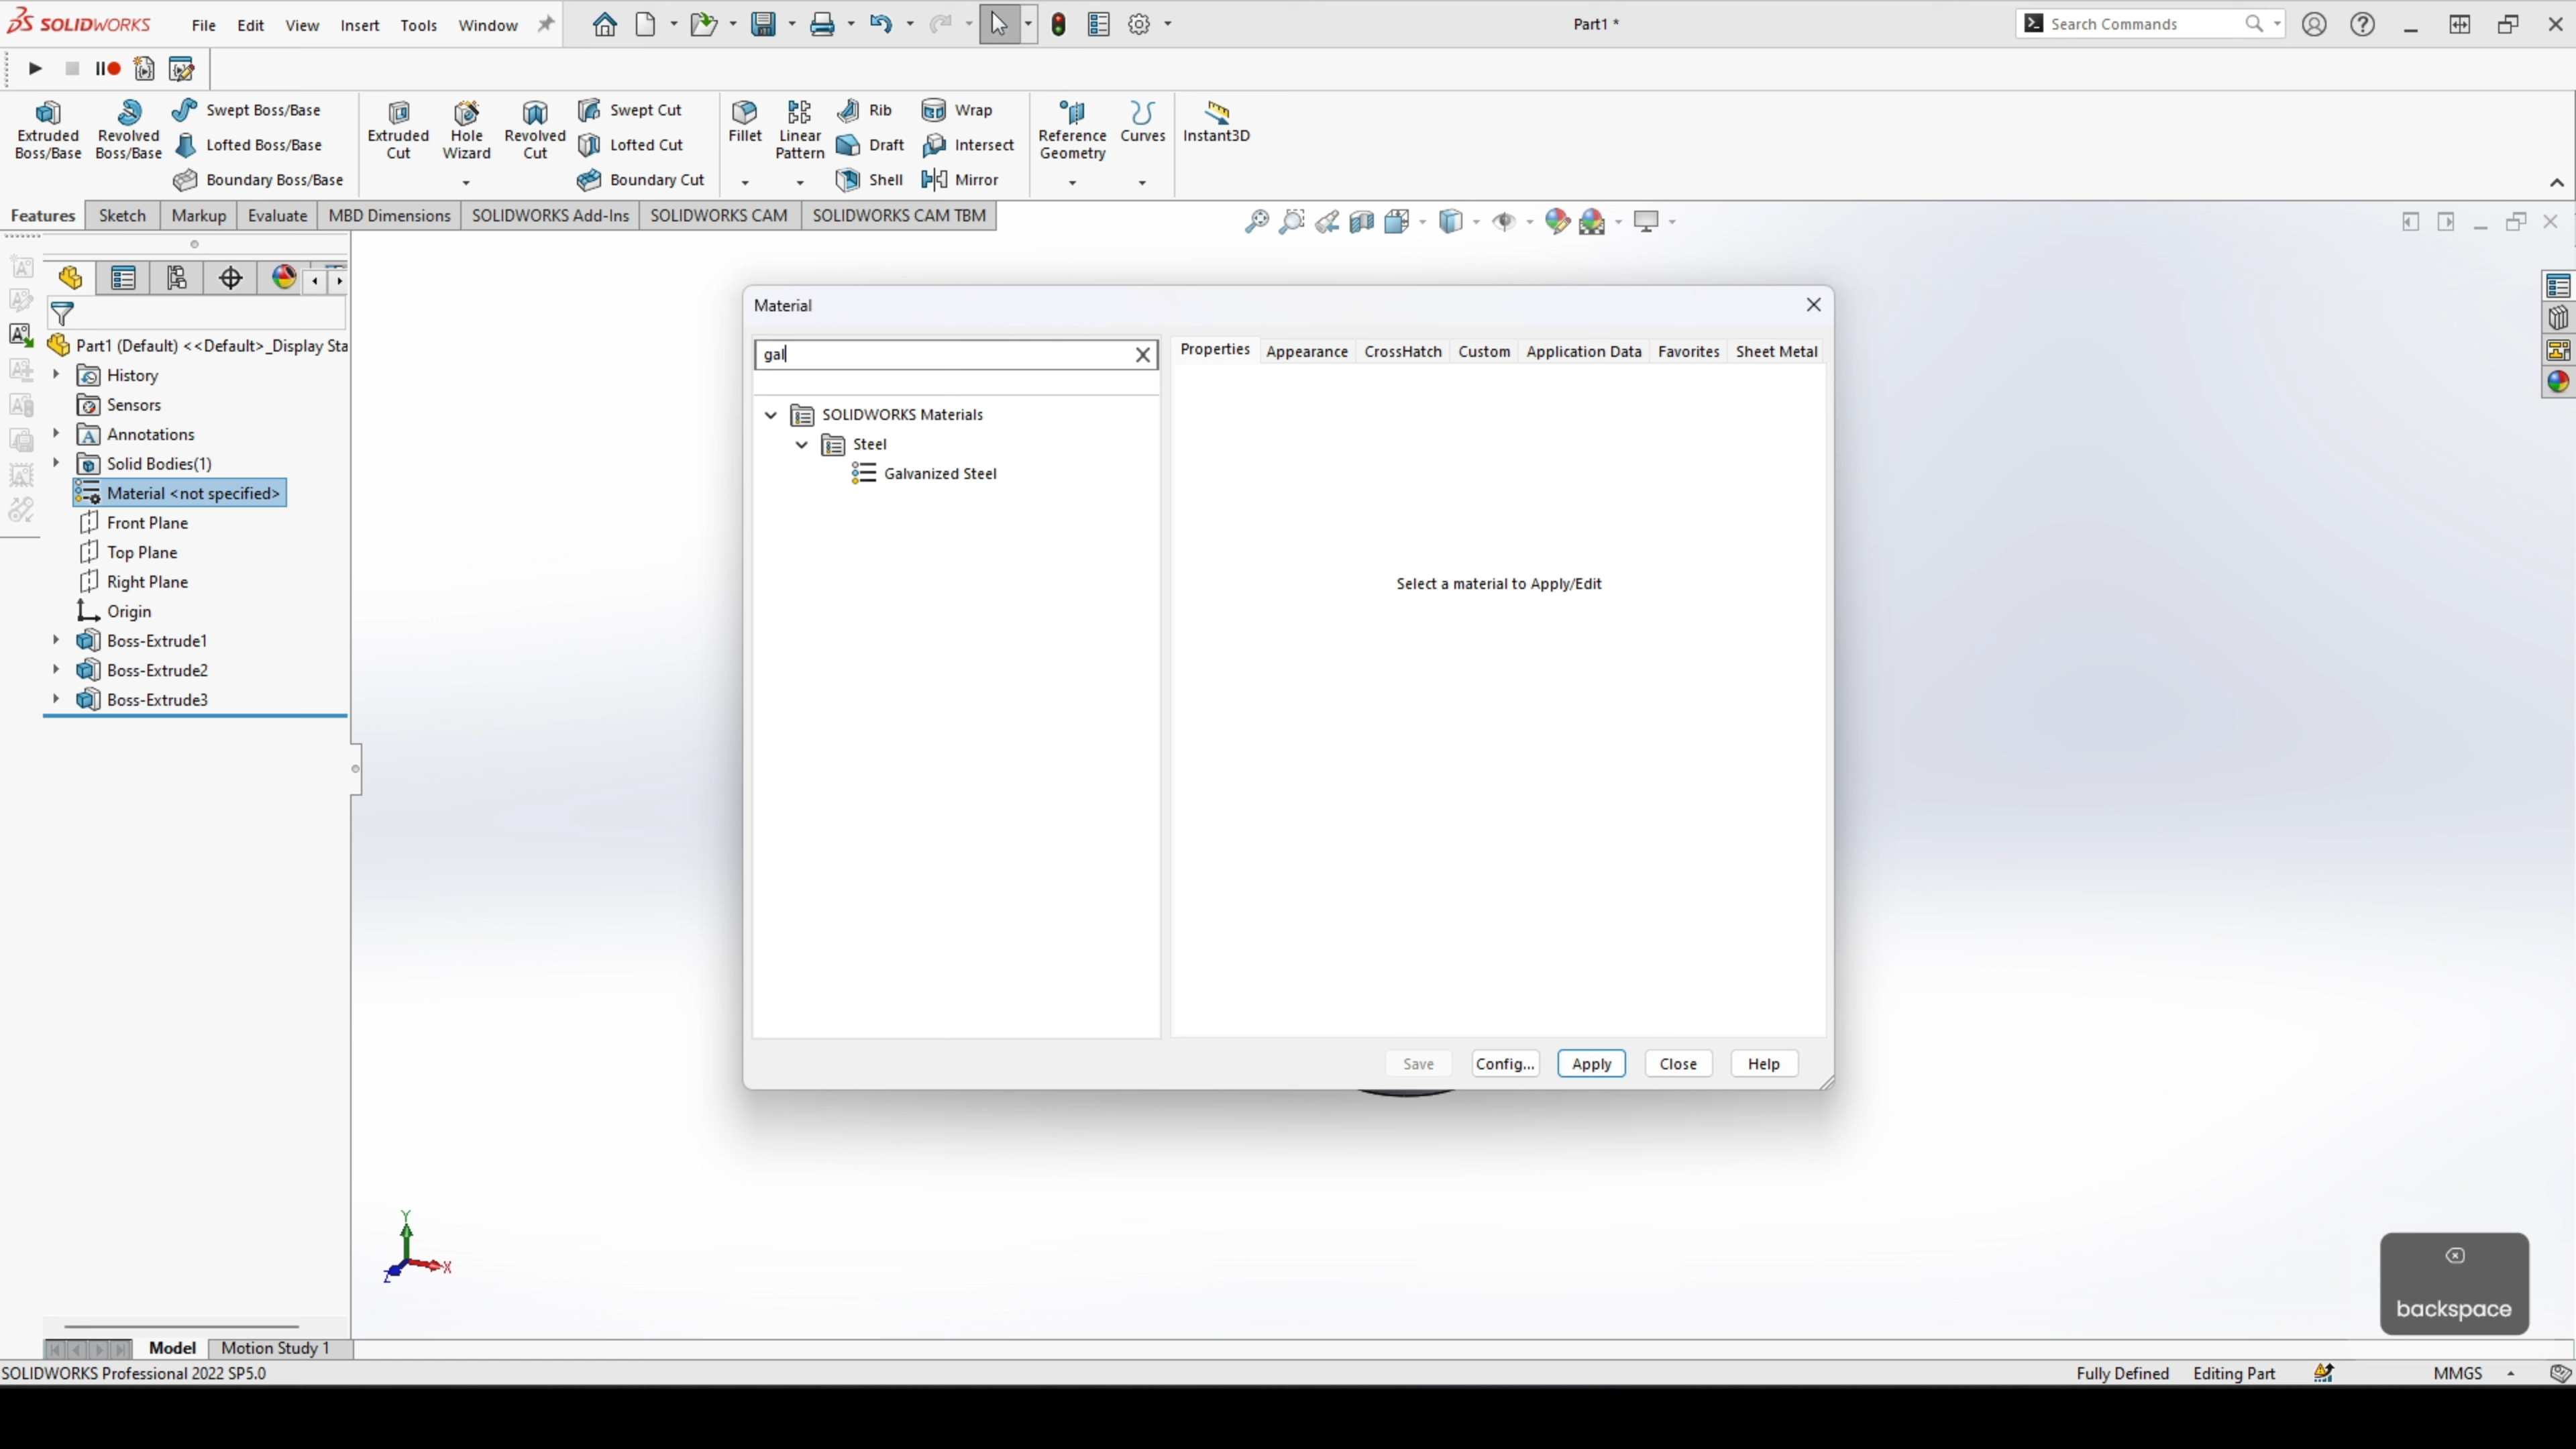 SOLIDWORKS
File Edit View Insert Tools Window
Part1 *
Search Commands
Extruded Boss/Base
Revolved Boss/Base
Swept Boss/Base
Lofted Boss/Base
Boundary Boss/Base
Extruded Cut
Hole Wizard
Revolved Cut
Swept Cut
Lofted Cut
Boundary Cut
Fillet
Linear Pattern
Rib
Draft
Shell
Wrap
Intersect
Mirror
Reference Geometry
Curves
Instant3D
Features Sketch Markup Evaluate MBD Dimensions SOLIDWORKS Add-Ins SOLIDWORKS CAM SOLIDWORKS CAM TBM
Part1 (Default) <<Default>_Display Sta
History
Sensors
Annotations
Solid Bodies(1)
Material <not specified>
Front Plane
Top Plane
Right Plane
Origin
Boss-Extrude1
Boss-Extrude2
Boss-Extrude3
Material
gal
SOLIDWORKS Materials
Steel
Galvanized Steel
Properties Appearance CrossHatch Custom Application Data Favorites Sheet Metal
Select a material to Apply/Edit
Save Config... Apply Close Help
Y
X
Z
backspace
Model Motion Study 1
SOLIDWORKS Professional 2022 SP5.0
Fully Defined Editing Part MMGS